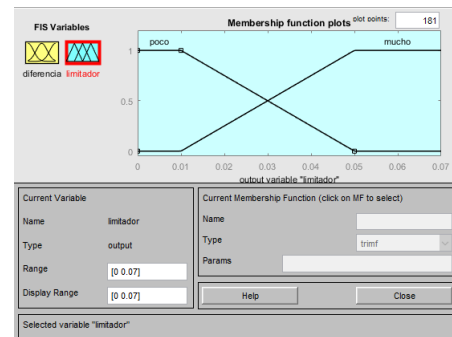 FIS Variables
Membership function plots
plot points:
181
poco
mucho
1
0.5
0
diferencia limitador
0 0.01 0.02 0.03 0.04 0.05 0.06 0.07
output variable "limitador"
Current Variable
Current Membership Function (click on MF to select)
Name limitador
Name
Type output
Type trimf
Params
Range [0 0.07]
Display Range [0 0.07]
Help
Close
Selected variable "limitador"